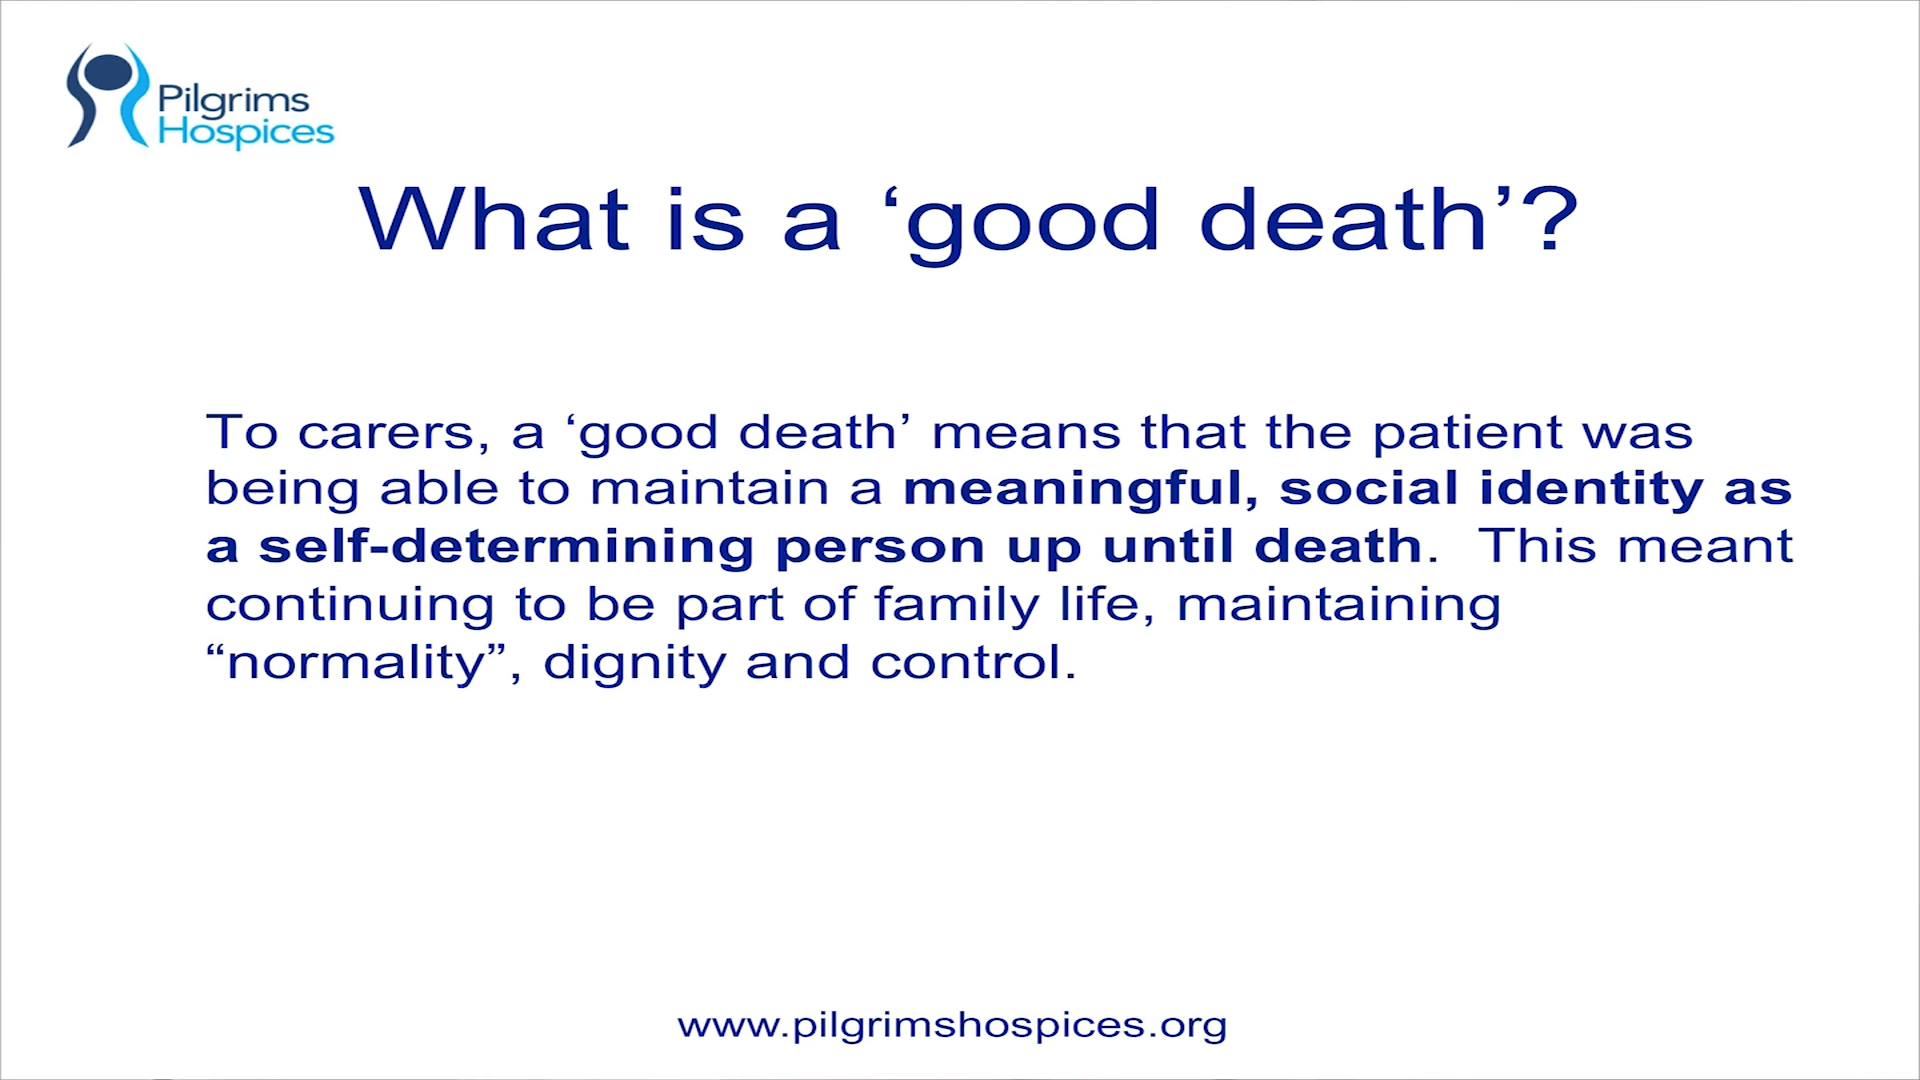 Pilgrims
Hospices
What is a ‘good death’?
To carers, a ‘good death’ means that the patient was
being able to maintain a meaningful, social identity as
a self-determining person up until death.  This meant
continuing to be part of family life, maintaining
“normality”, dignity and control.
www.pilgrimshospices.org